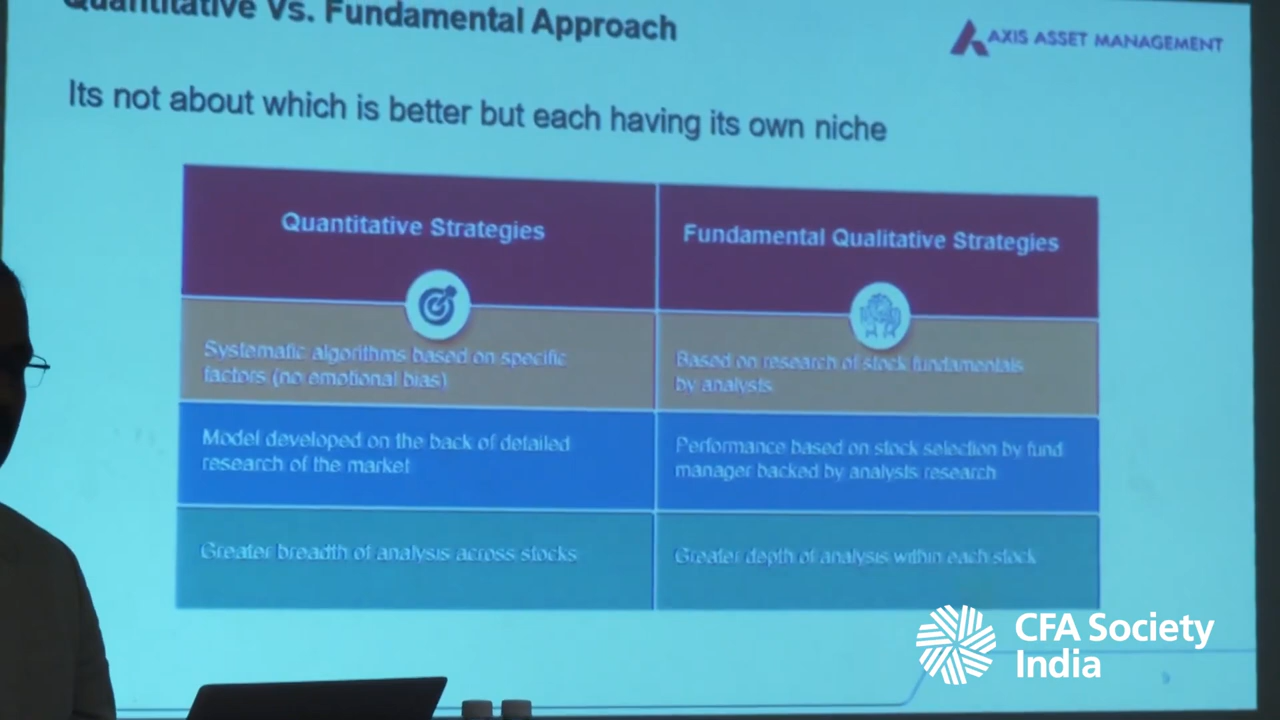 Quantitative Vs. Fundamental Approach
AXIS ASSET MANAGEMENT
Its not about which is better but each having its own niche
Quantitative Strategies
Fundamental Qualitative Strategies
Systematic algorithms based on specific
factors (no emotional bias)
Based on research of stock fundamentals
by analysts
Model developed on the back of detailed
research of the market
Performance based on stock selection by fund
manager backed by analysis research
Greater breadth of analysis across stocks
Greater depth of analysis within each stock
CFA Society
India
9